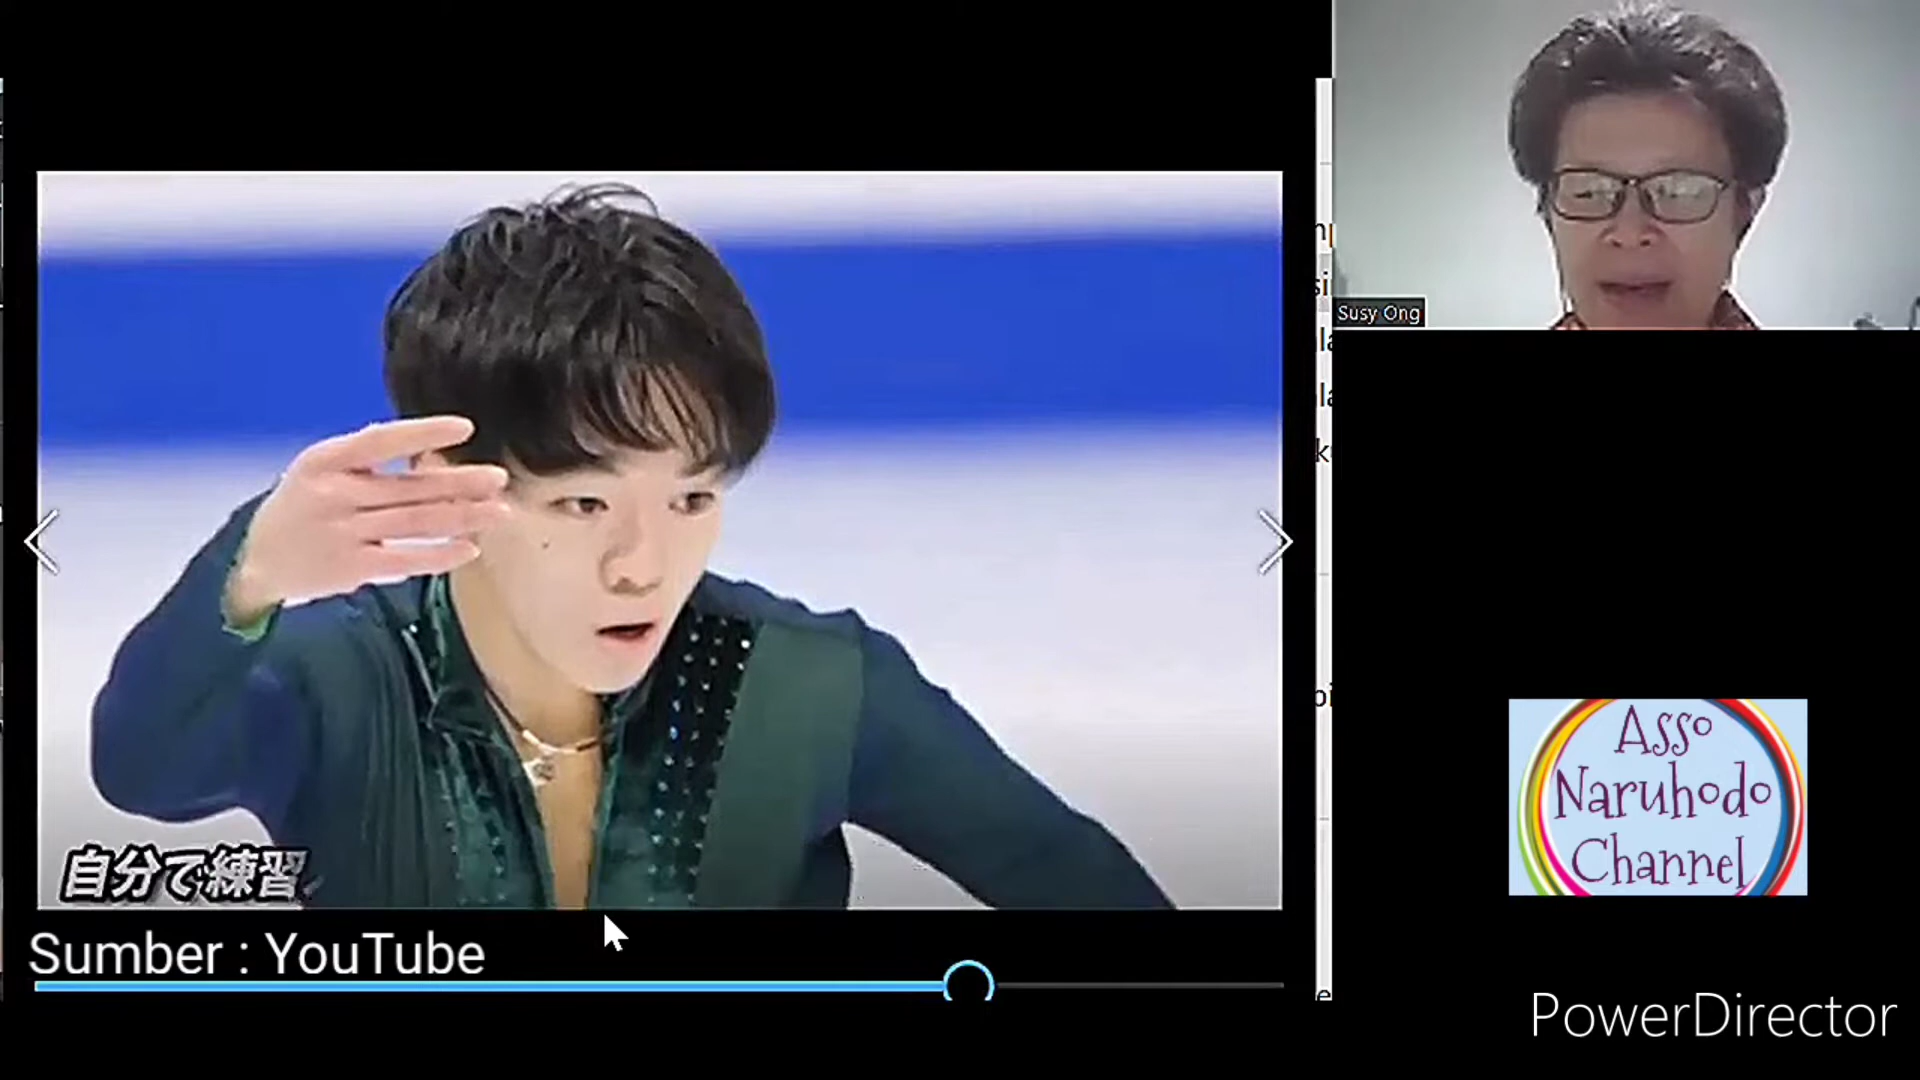 Susy Ong
自分で練習
Sumber : YouTube
Asso
Naruhodo
Channel
PowerDirector